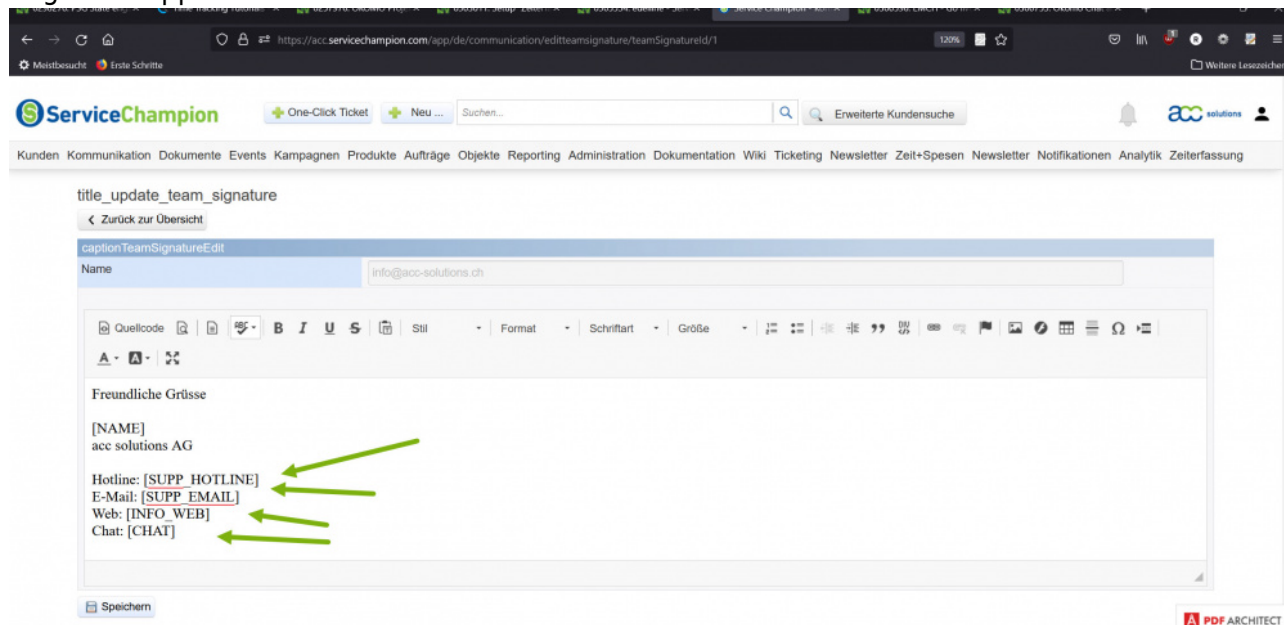 https://acc.servicechampion.com/app/de/communication/editteamsignature/teamSignatureId/1
120%
Meistbesucht Erste Schritte
Weitere Lesezeichen
ServiceChampion
One-Click Ticket
Neu ...
Suchen...
Erweiterte Kundensuche
acc solutions
Kunden Kommunikation Dokumente Events Kampagnen Produkte Aufträge Objekte Reporting Administration Dokumentation Wiki Ticketing Newsletter Zeit+Spesen Newsletter Notifikationen Analytik Zeiterfassung
title_update_team_signature
Zurück zur Übersicht
captionTeamSignatureEdit
Name
info@acc-solutions.ch
Quellcode B I U S Stil Format Schriftart Größe
Freundliche Grüsse
[NAME]
acc solutions AG
Hotline: [SUPP_HOTLINE]
E-Mail: [SUPP_EMAIL]
Web: [INFO_WEB]
Chat: [CHAT]
Speichern
PDF ARCHITECT